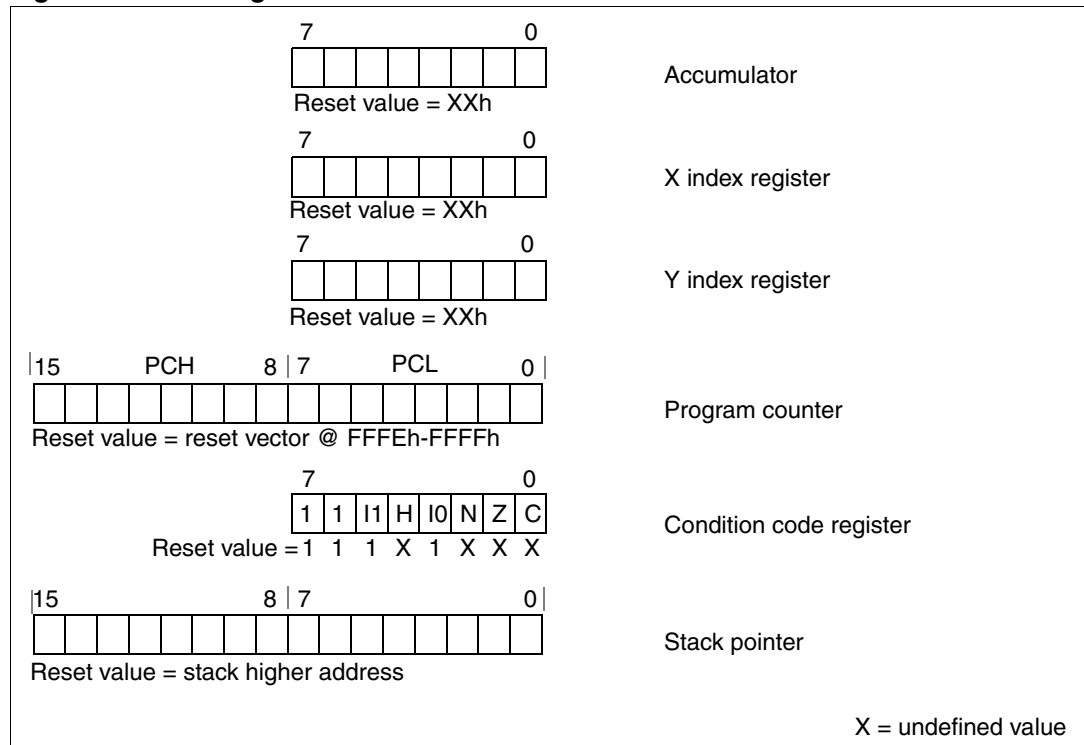 7 0
Accumulator
Reset value = XXh
7 0
X index register
Reset value = XXh
7 0
Y index register
Reset value = XXh
15 PCH 8 7 PCL 0
Program counter
Reset value = reset vector @ FFFEh-FFFFh
7 0
1 1 I1 H I0 N Z C
Condition code register
Reset value = 1 1 1 X 1 X X X
15 8 7 0
Stack pointer
Reset value = stack higher address
X = undefined value